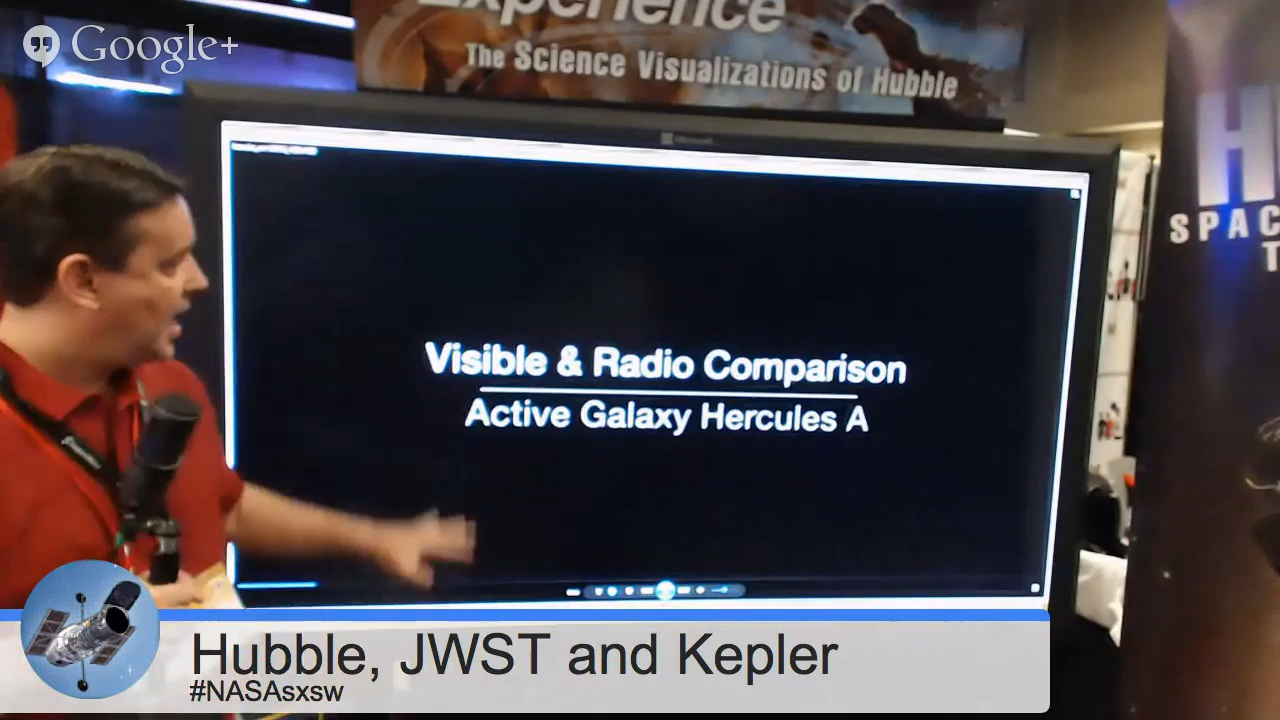 Google+
Experience
The Science Visualizations of Hubble
Microsoft
SPAC
T
Visible & Radio Comparison
Active Galaxy Hercules A
Hubble, JWST and Kepler
#NASAsxsw